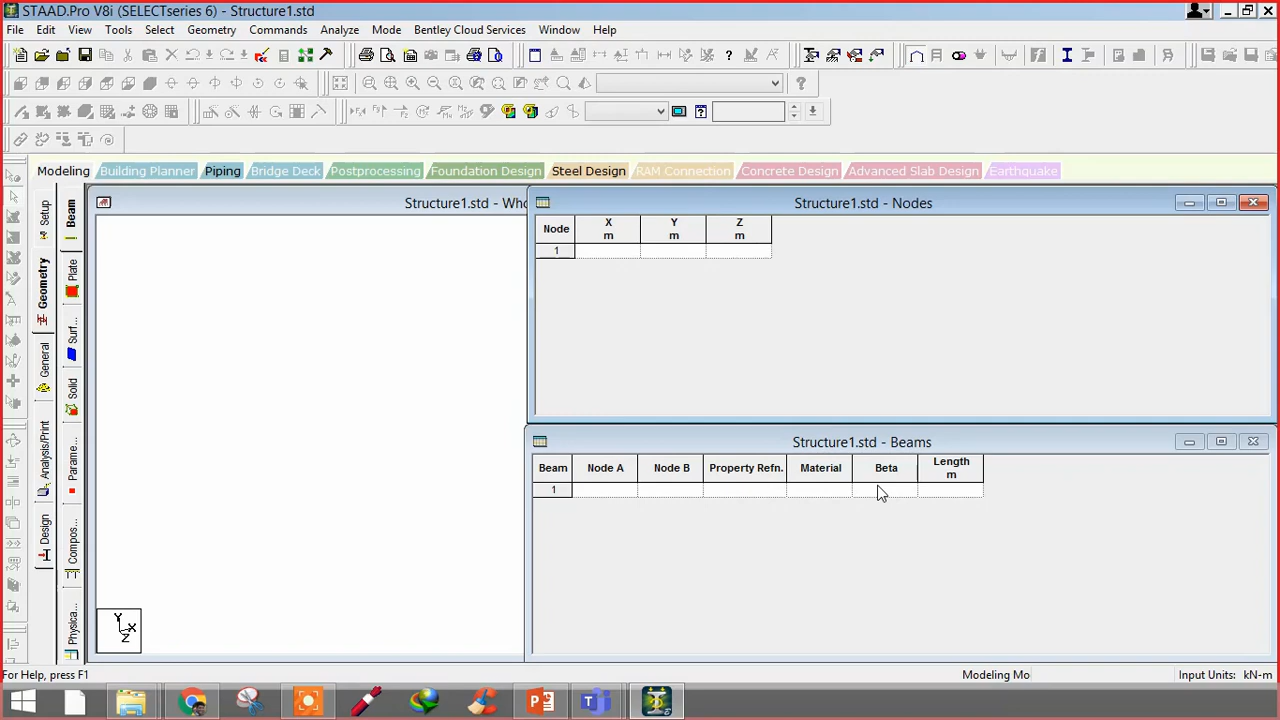 STAAD.Pro V8i (SELECTseries 6) - Structure1.std
File Edit View Tools Select Geometry Commands Analyze Mode Bentley Cloud Services Window Help
Modeling Building Planner Piping Bridge Deck Postprocessing Foundation Design Steel Design RAM Connection Concrete Design Advanced Slab Design Earthquake
Setup
Geometry
General
Analysis/Print
Design
Beam
Plate
Surf...
Solid
Parame...
Compos...
Physica...
Structure1.std - Who
Y
X
Z
Structure1.std - Nodes
Node X m Y m Z m
1
Structure1.std - Beams
Beam Node A Node B Property Refn. Material Beta Length m
1
For Help, press F1 Modeling Mo Input Units: kN-m